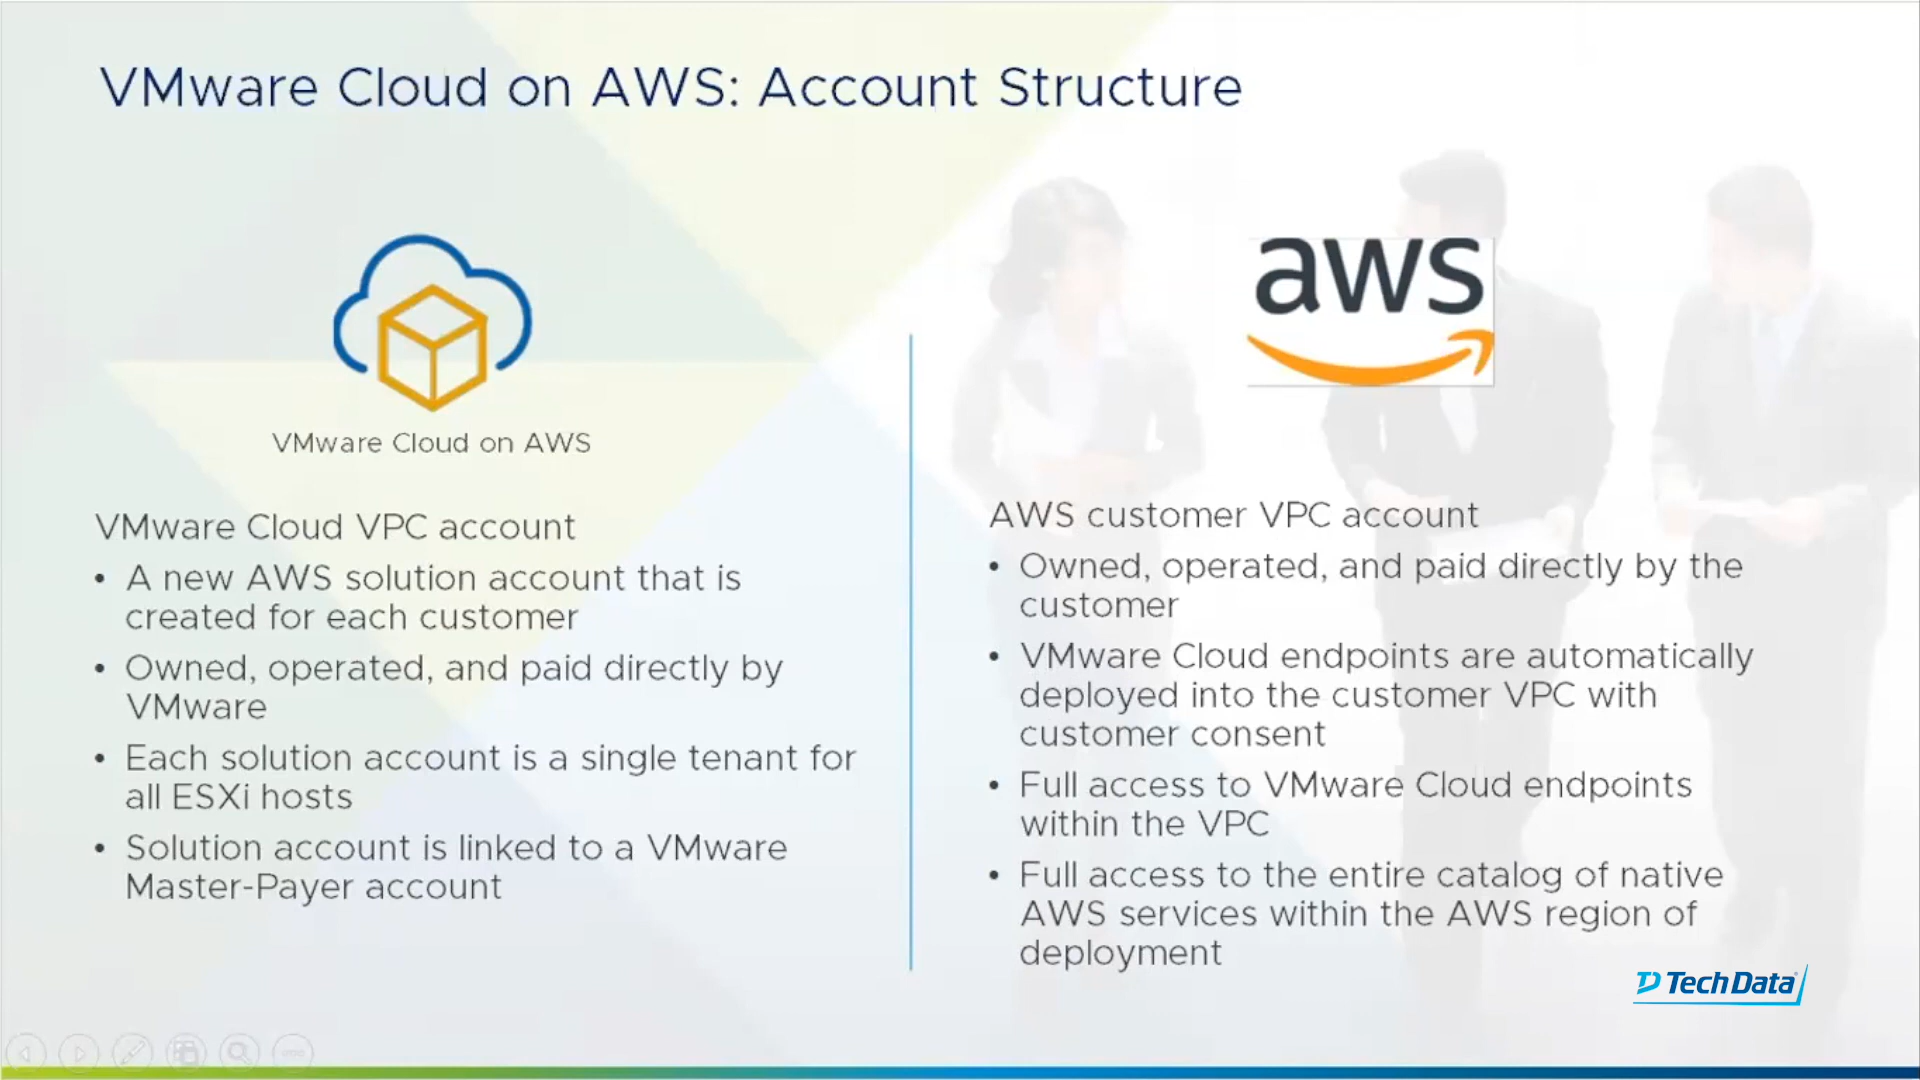 VMware Cloud on AWS: Account Structure
aws
VMware Cloud on AWS
VMware Cloud VPC account
• A new AWS solution account that is
created for each customer
• Owned, operated, and paid directly by
VMware
• Each solution account is a single tenant for
all ESXi hosts
• Solution account is linked to a VMware
Master-Payer account
AWS customer VPC account
• Owned, operated, and paid directly by the
customer
• VMware Cloud endpoints are automatically
deployed into the customer VPC with
customer consent
• Full access to VMware Cloud endpoints
within the VPC
• Full access to the entire catalog of native
AWS services within the AWS region of
deployment
TD Tech Data